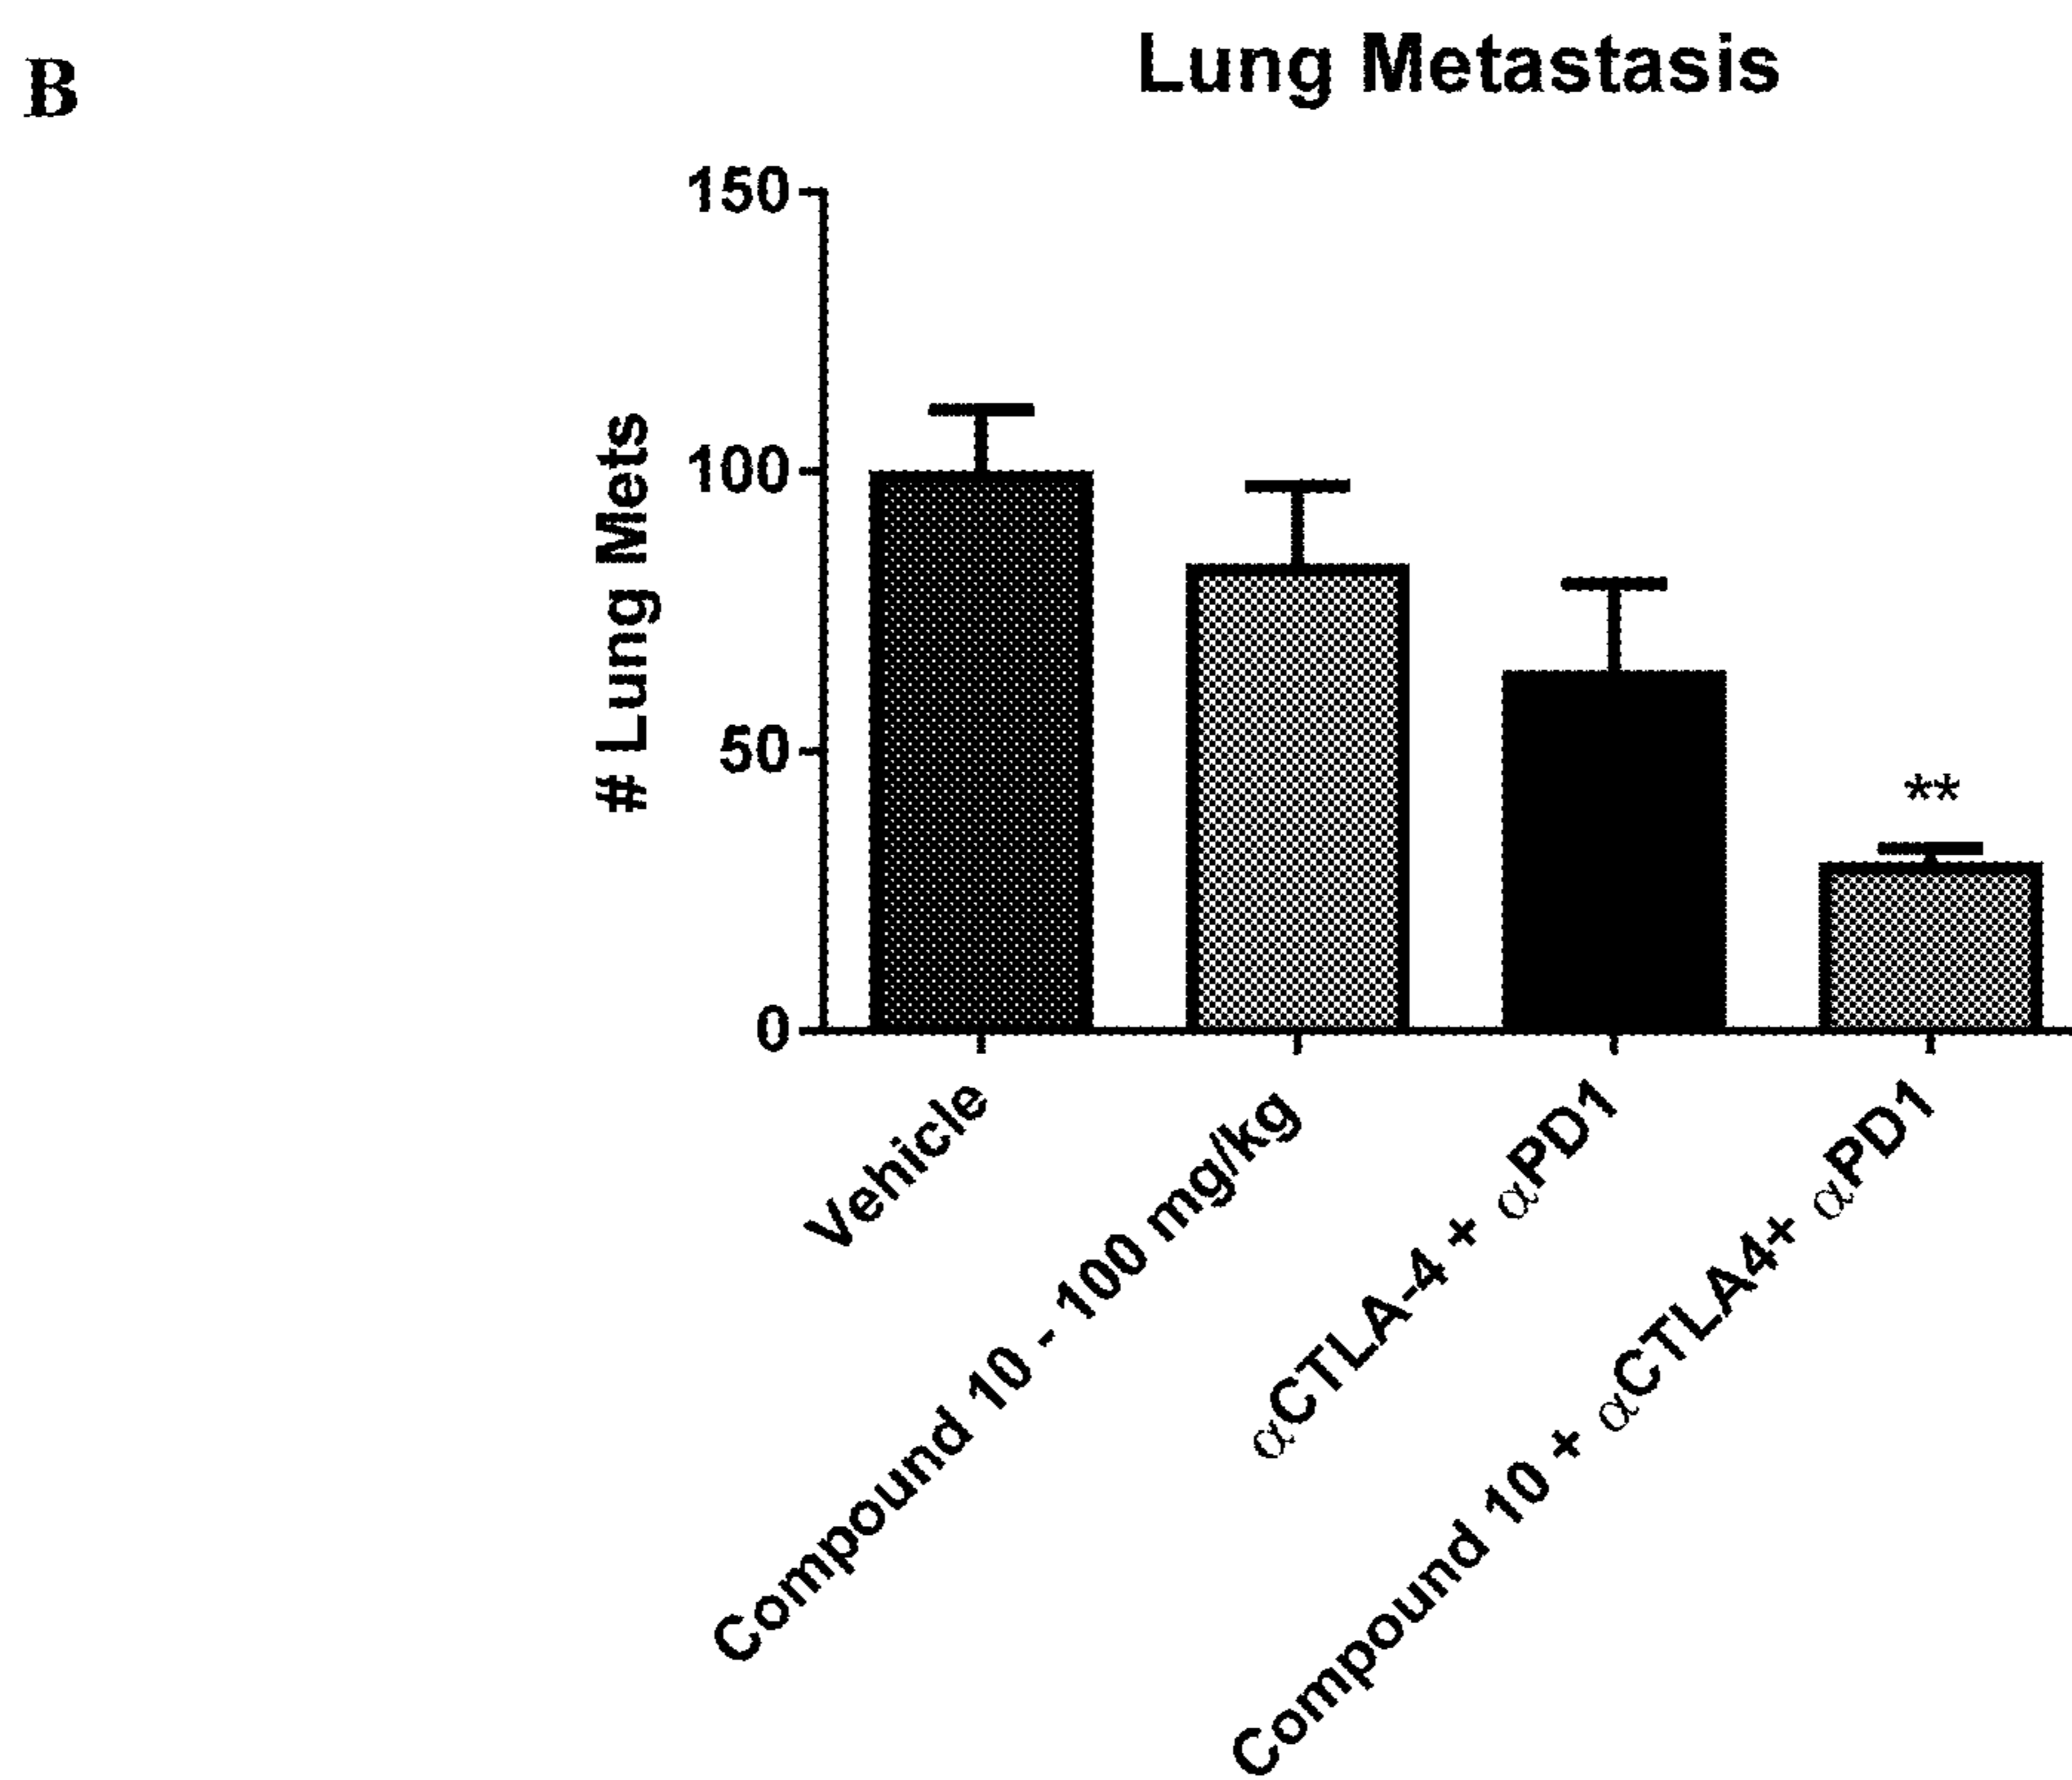 B
Lung Metastasis
# Lung Mets
150
100
50
0
**
Vehicle
Compound 10 - 100 mg/kg
αCTLA-4 + αPD1
Compound 10 + αCTLA4+ αPD1